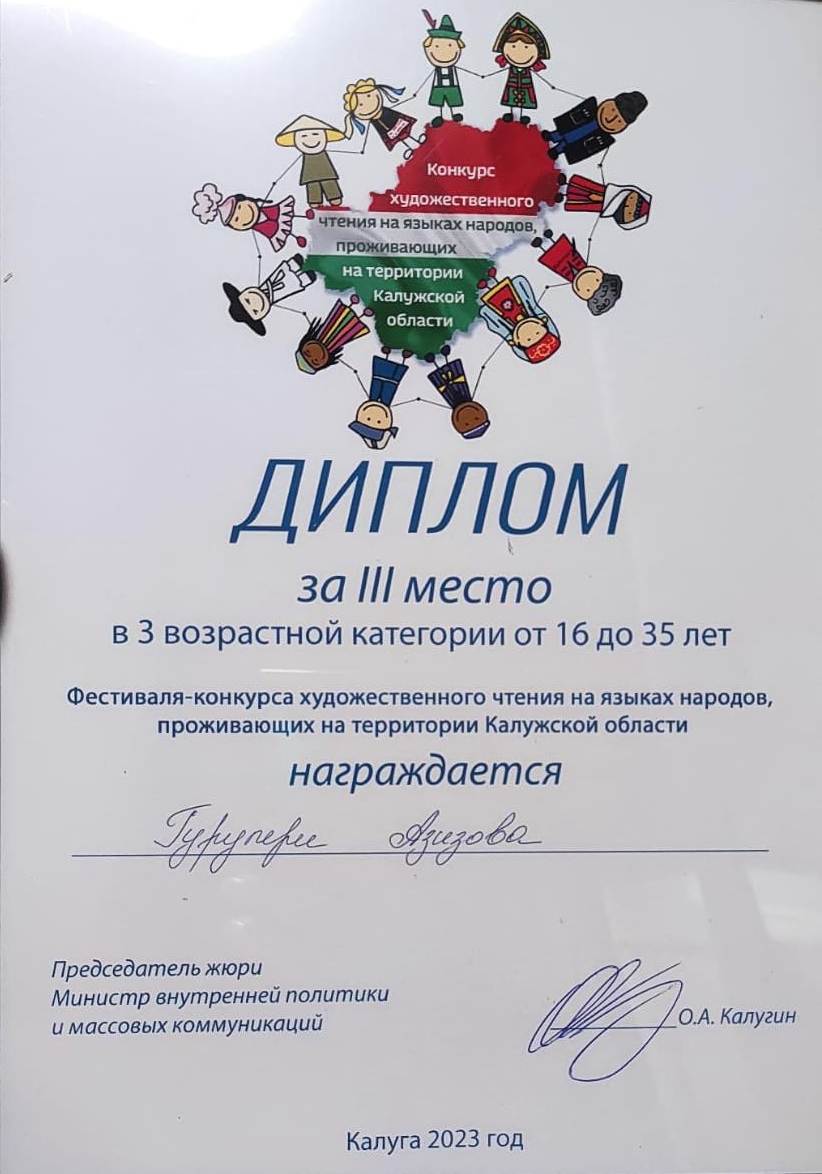 Конкурс
художественного
чтения на языках народов,
проживающих
на территории
Калужской
области
ДИПЛОМ
за III место
в 3 возрастной категории от 16 до 35 лет
Фестиваля-конкурса художественного чтения на языках народов,
проживающих на территории Калужской области
награждается
Гурупери Азизова
Председатель жюри
Министр внутренней политики
и массовых коммуникаций
О.А. Калугин
Калуга 2023 год